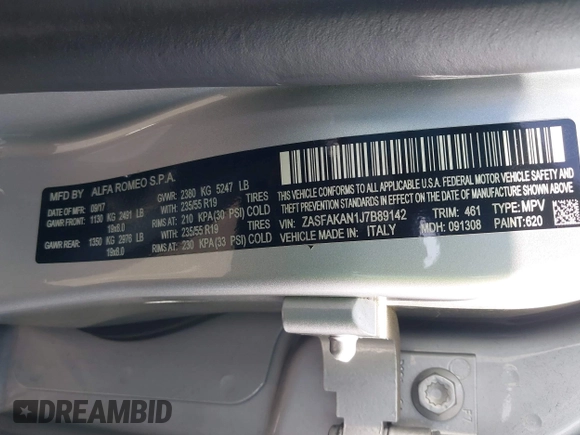 MFD BY ALFA ROMEO S.P.A.
DATE OF MFR: 09/17 GVWR: 2380 KG 5247 LB
GAWR FRONT: 1130 KG 2491 LB WITH: 235/55 R19 TIRES
19x8.0 RIMS AT: 210 KPA(30 PSI) COLD
GAWR REAR: 1350 KG 2976 LB WITH: 235/55 R19 TIRES
19x8.0 RIMS AT: 230 KPA(33 PSI) COLD
THIS VEHICLE CONFORMS TO ALL APPLICABLE U.S.A. FEDERAL MOTOR VEHICLE SAFETY, BUMPER, AND THEFT PREVENTION STANDARDS IN EFFECT ON THE DATE OF MANUFACTURE SHOWN ABOVE.
VIN: ZASFAKAN1J7B89142 TRIM: 461 TYPE: MPV
VEHICLE MADE IN: ITALY MDH: 091308 PAINT: 620
DREAMBID